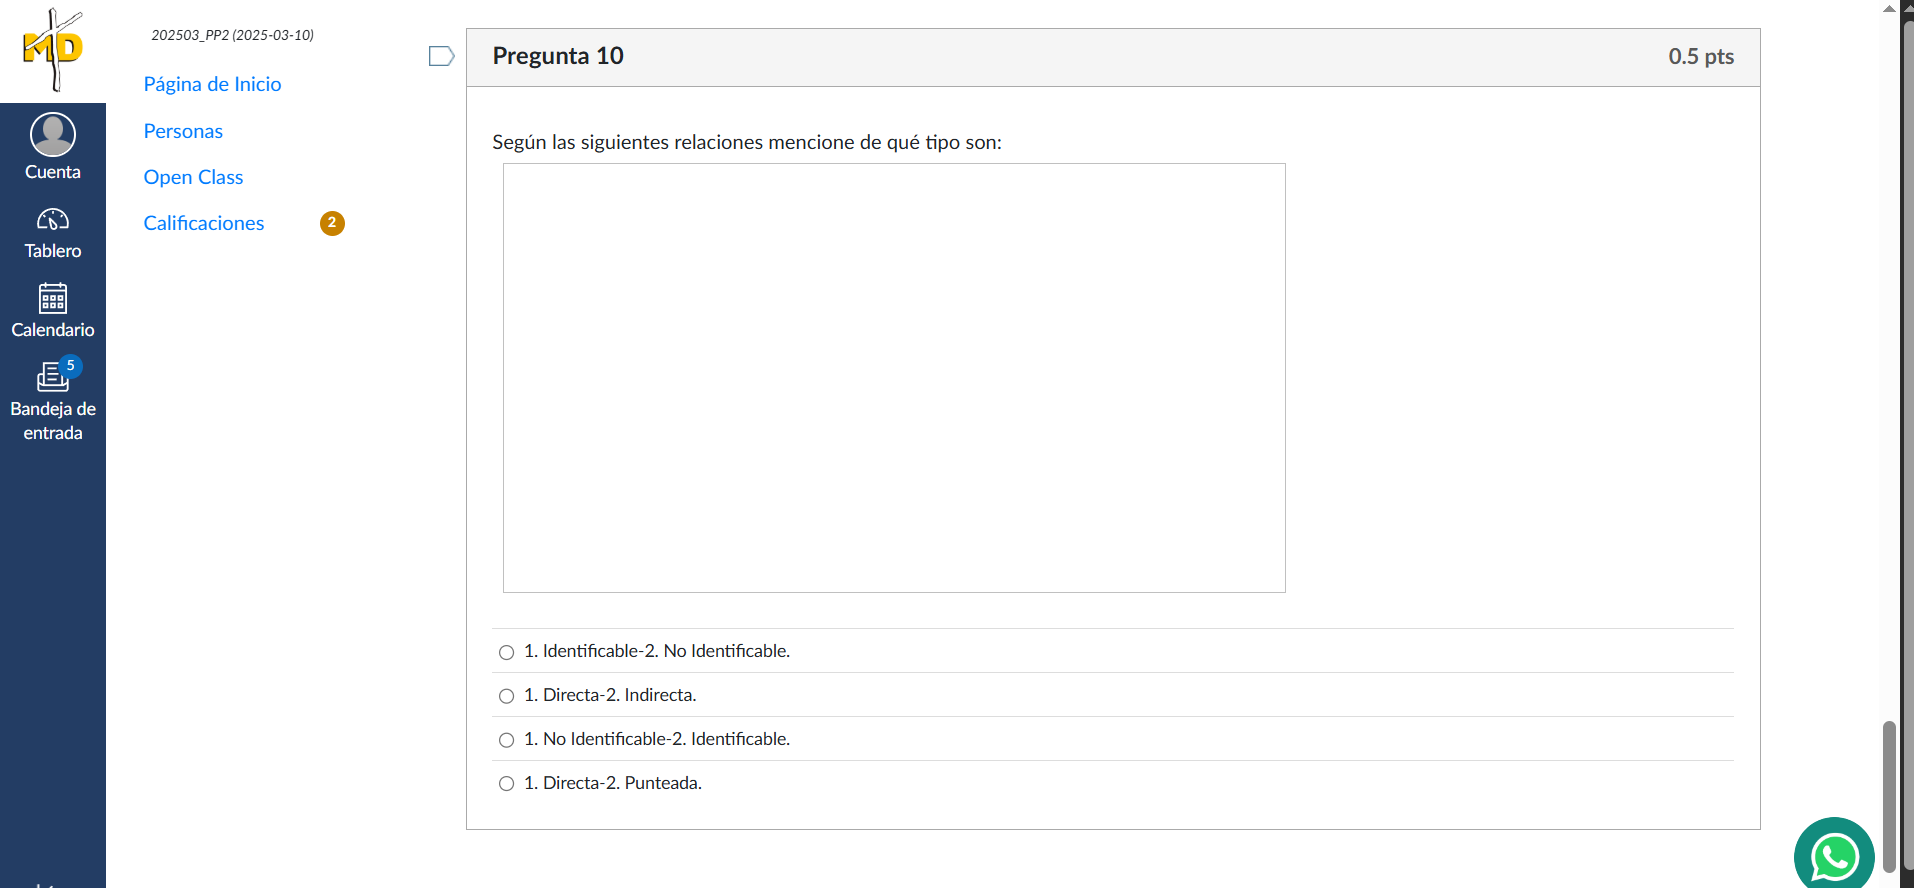 MD
202503_PP2 (2025-03-10)
Página de Inicio
Personas
Open Class
Calificaciones
2
Cuenta
Tablero
Calendario
5
Bandeja de
entrada
Pregunta 10
0.5 pts
Según las siguientes relaciones mencione de qué tipo son:
1. Identificable-2. No Identificable.
1. Directa-2. Indirecta.
1. No Identificable-2. Identificable.
1. Directa-2. Punteada.